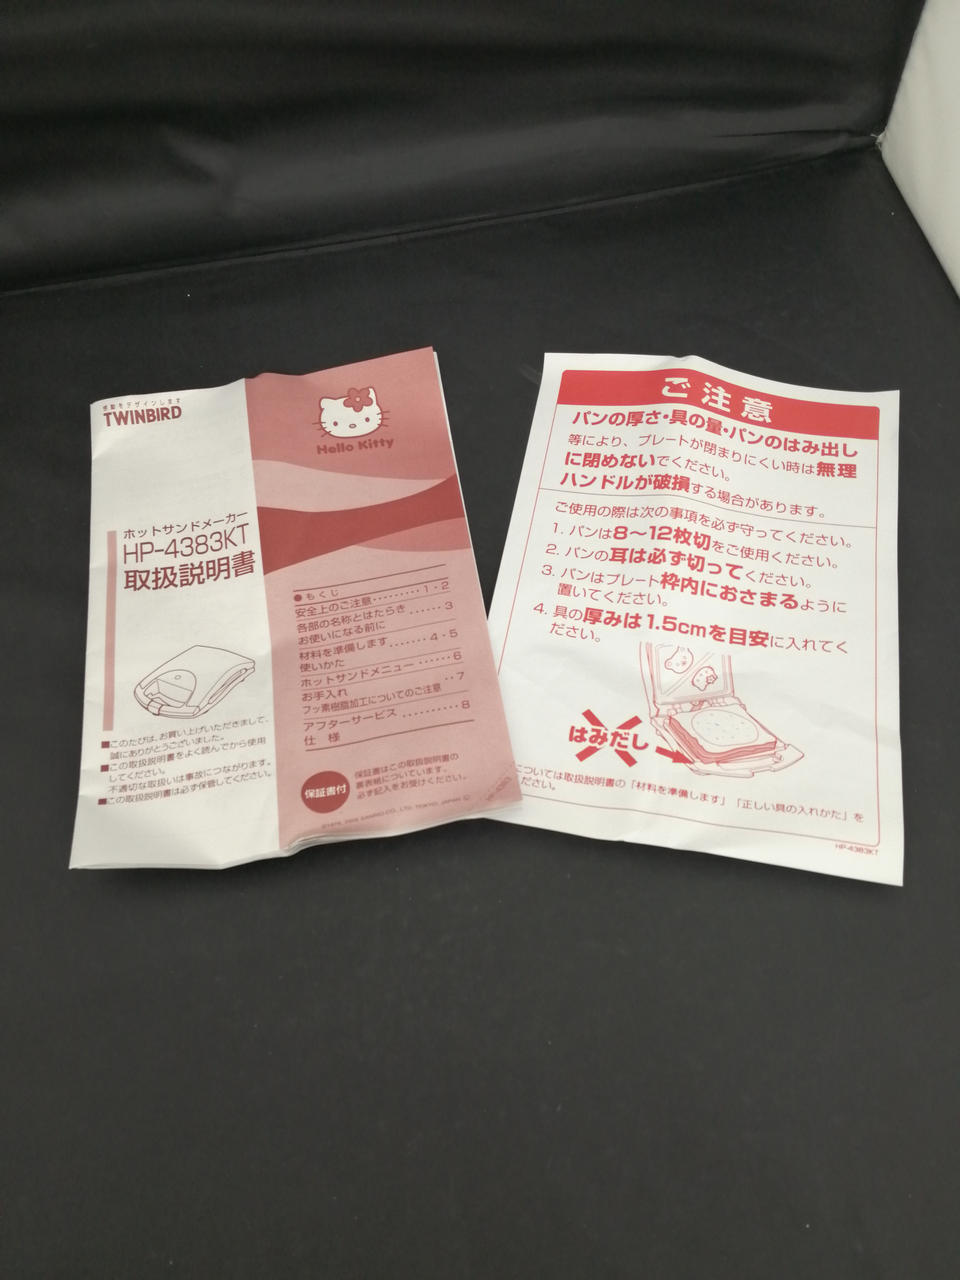 感動をデザインします
TWINBIRD
Hello Kitty
ホットサンドメーカー
HP-4383KT
取扱説明書
■このたびは、お買い上げいただきまして、
誠にありがとうございました。
■この取扱説明書をよく読んでから使用
してください。
不適切な取扱いは事故につながります。
■この取扱説明書は必ず保管してください。
●もくじ
安全上のご注意………1・2
各部の名称とはたらき……3
お使いになる前に
材料を準備します……4・5
使いかた
ホットサンドメニュー……6
お手入れ
フッ素樹脂加工についてのご注意 ‥7
アフターサービス………8
仕様
保証書付
保証書はこの取扱説明書の
裏表紙についています。
必ず記入をお受けください。
SANRIO CO., LTD. TOKYO, JAPAN
ご注意
パンの厚さ・具の量・パンのはみ出し
等により、プレートが閉まりにくい時は無理
に閉めないでください。
ハンドルが破損する場合があります。
ご使用の際は次の事項を必ず守ってください。
1. パンは8〜12枚切をご使用ください。
2. パンの耳は必ず切ってください。
3. パンはプレート枠内におさまるように
置いてください。
4. 具の厚みは1.5cmを目安に入れてく
ださい。
はみだし
については取扱説明書の「材料を準備します」「正しい具の入れかた」を
ださい。
HP-4383KT